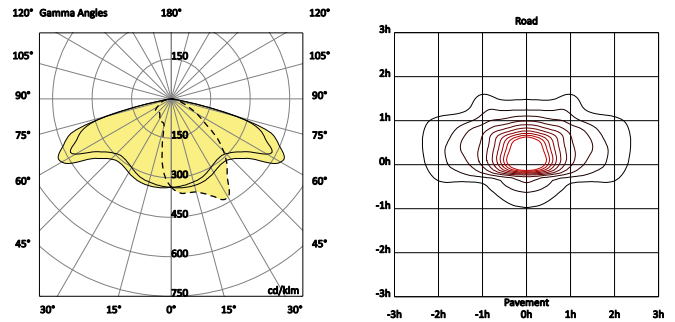 120° Gamma Angles 180° 120°
105° 150 105°
90° 90°
75° 150 75°
60° 300 60°
45° 450 45°
600
cd/klm
750
30° 15° 0° 15° 30°
Road
3h
2h
1h
0h
-1h
-2h
-3h
Pavement
-3h -2h -1h 0h 1h 2h 3h